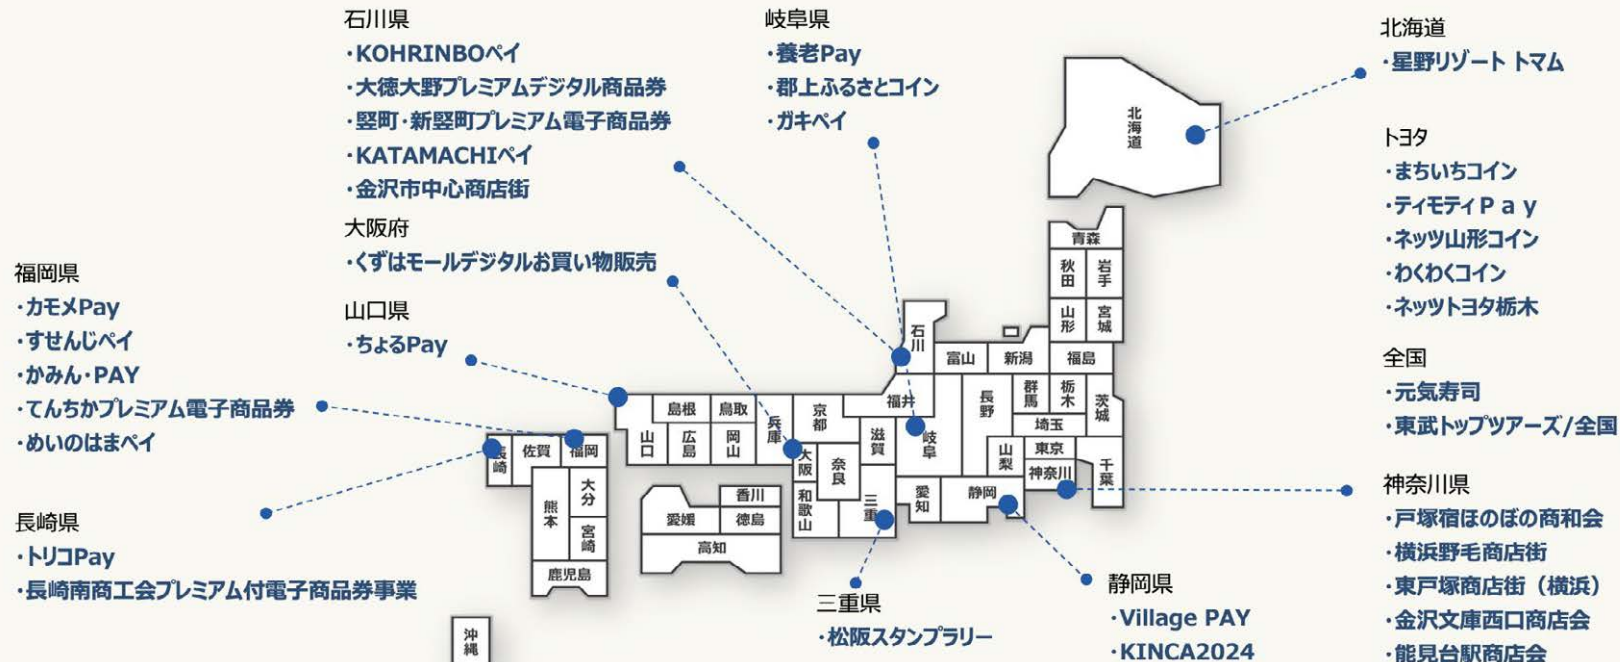 石川県
・KOHRINBOペイ
・大徳大野プレミアムデジタル商品券
・竪町・新竪町プレミアム電子商品券
・KATAMACHIペイ
・金沢市中心商店街
岐阜県
・養老Pay
・郡上ふるさとコイン
・ガキペイ
北海道
・星野リゾート トマム
トヨタ
・まちいちコイン
・ティモティPay
・ネッツ山形コイン
・わくわくコイン
・ネッツトヨタ栃木
全国
・元気寿司
・東武トップツアーズ/全国
大阪府
・くずはモールデジタルお買い物販売
山口県
・ちょるPay
福岡県
・カモメPay
・すせんじペイ
・かみん・PAY
・てんちかプレミアム電子商品券
・めいのはまペイ
長崎県
・トリコPay
・長崎南商工会プレミアム付電子商品券事業
三重県
・松阪スタンプラリー
静岡県
・Village PAY
・KINCA2024
神奈川県
・戸塚宿ほのぼの商和会
・横浜野毛商店街
・東戸塚商店街（横浜）
・金沢文庫西口商店会
・能見台駅商店会
北海道
青森
秋田
岩手
山形
宮城
福島
石川
富山
新潟
福井
岐阜
長野
群馬
栃木
茨城
埼玉
山梨
東京
神奈川
千葉
愛知
静岡
滋賀
三重
京都
大阪
奈良
和歌山
兵庫
鳥取
島根
岡山
広島
山口
香川
徳島
愛媛
高知
福岡
佐賀
長崎
大分
熊本
宮崎
鹿児島
沖縄